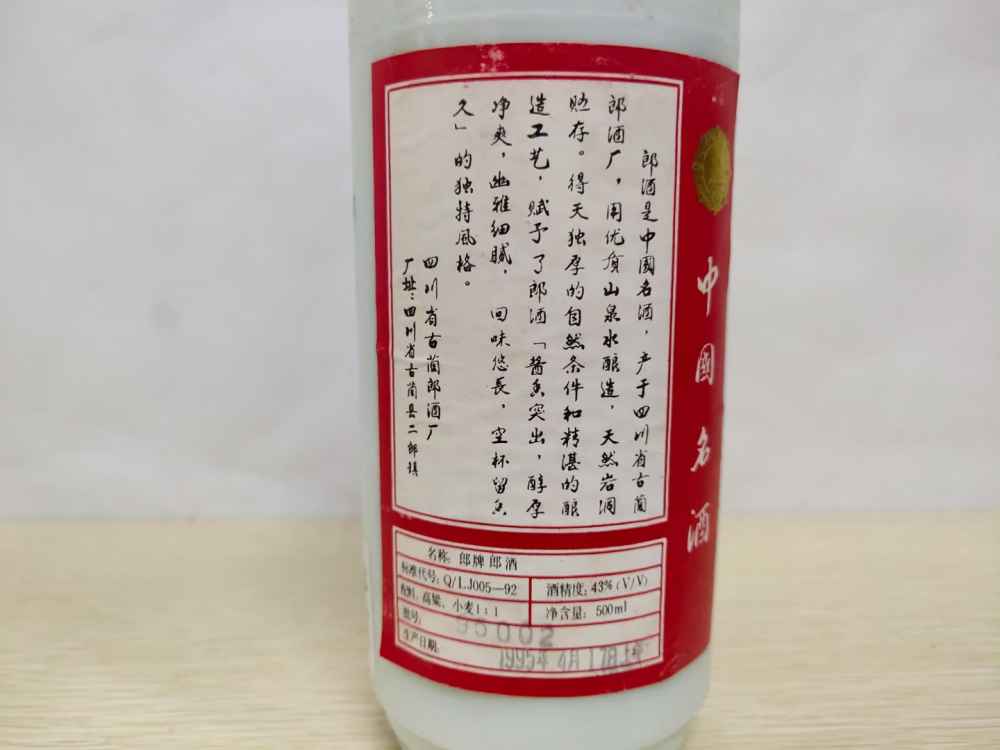 郎酒是中國名酒，产于四川省古蔺
郎酒厂，用优质山泉水酿造，天然岩洞
贮存。得天独厚的自然条件和精湛的酿
造工艺，赋予了郎酒「酱香突出，醇厚
净爽，幽雅细腻，回味悠長，空杯留香
久」的独特风格。
四川省古蔺郎酒厂
厂址：四川省古蔺县二郎镇
中國名酒
名称：郎牌郎酒
标准代号：Q/LJ005—92
酒精度：43%(V/V)
配制：高粱、小麦1：1
净含量：500ml
批号：95002
生产日期：1995年4月17日上午